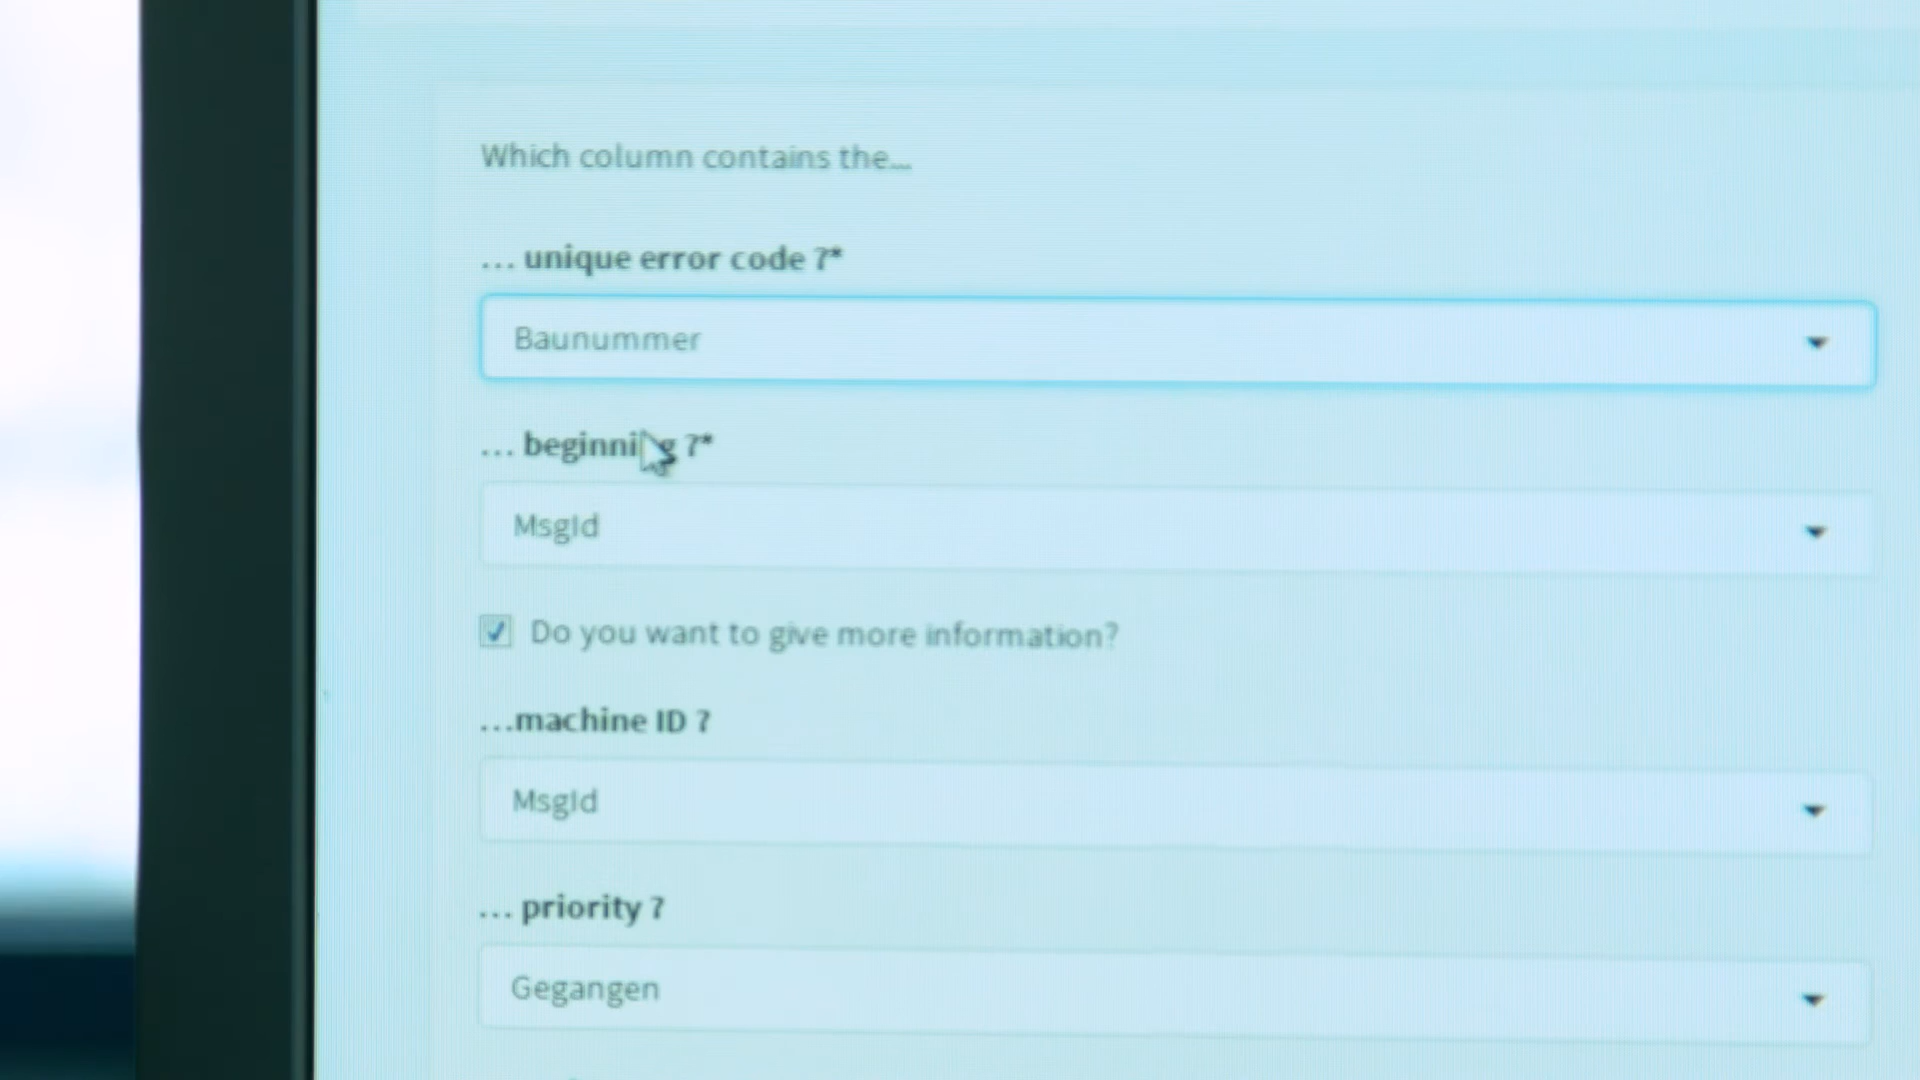 Which column contains the...
... unique error code ?*
Baunummer
... beginning ?*
MsgId
Do you want to give more information?
...machine ID ?
MsgId
... priority ?
Gegangen